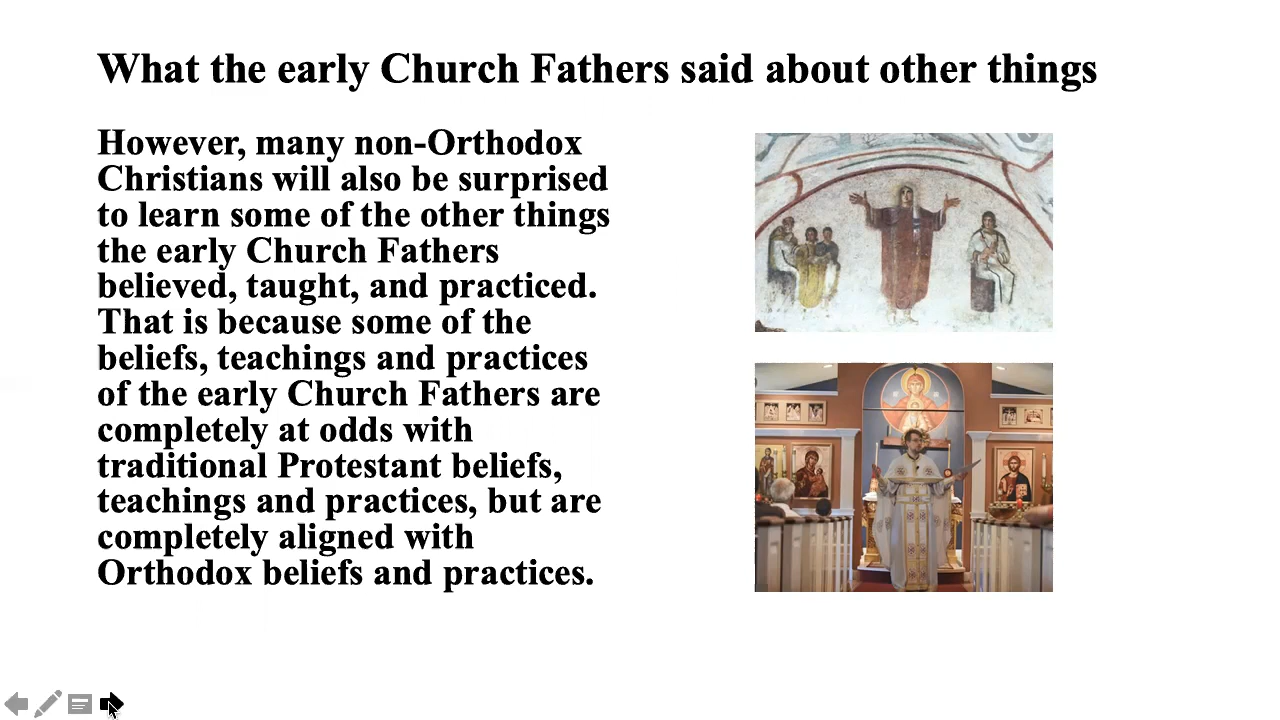 What the early Church Fathers said about other things
However, many non-Orthodox
Christians will also be surprised
to learn some of the other things
the early Church Fathers
believed, taught, and practiced.
That is because some of the
beliefs, teachings and practices
of the early Church Fathers are
completely at odds with
traditional Protestant beliefs,
teachings and practices, but are
completely aligned with
Orthodox beliefs and practices.